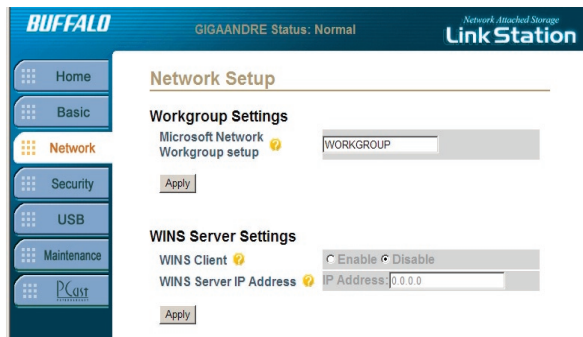 BUFFALO
GIGAANDRE Status: Normal
Network Attached Storage
LinkStation
Home
Basic
Network
Security
USB
Maintenance
PCast
Network Setup
Workgroup Settings
Microsoft Network
Workgroup setup ?
WORKGROUP
Apply
WINS Server Settings
WINS Client ? Enable Disable
WINS Server IP Address ? IP Address: 0.0.0.0
Apply